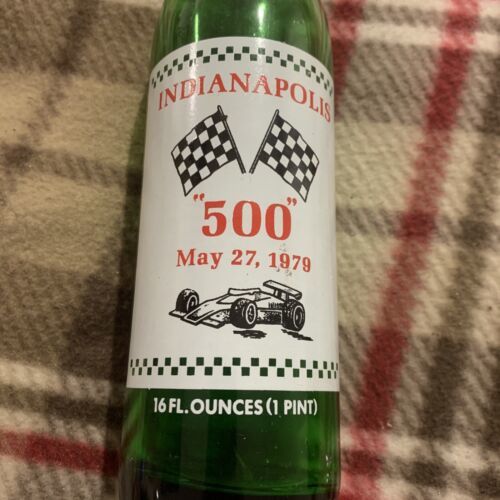 INDIANAPOLIS
"500"
May 27, 1979
16 FL. OUNCES (1 PINT)